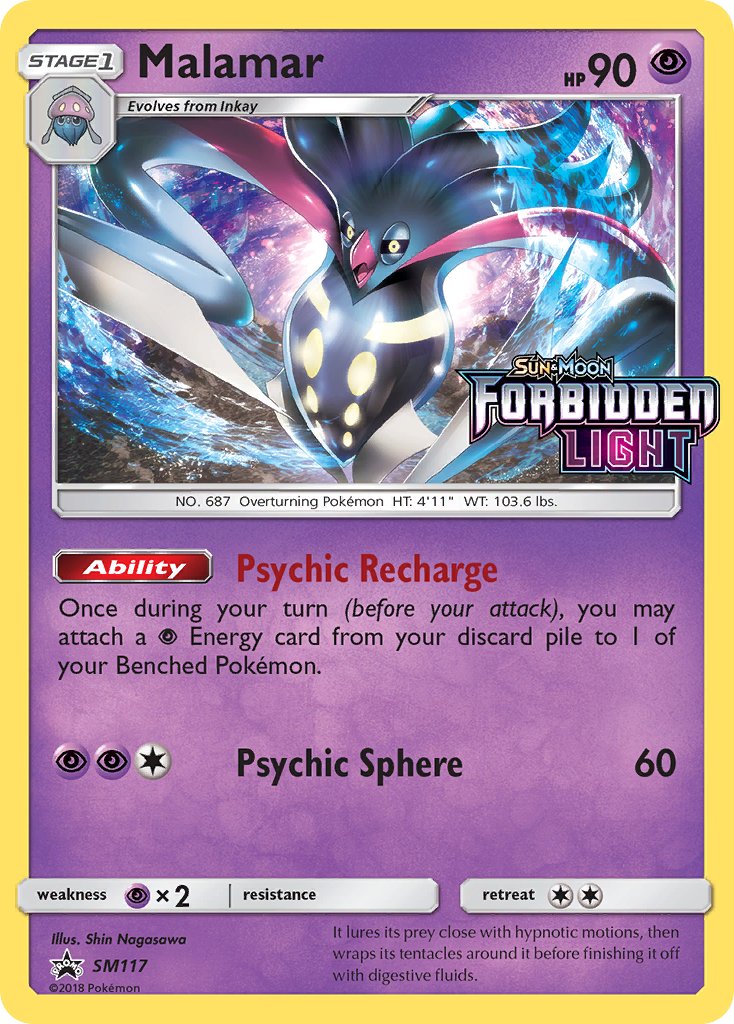 STAGE1
Malamar
HP 90
Evolves from Inkay
SUN & MOON
FORBIDDEN
LIGHT
NO. 687 Overturning Pokémon HT: 4'11" WT: 103.6 lbs.
Ability Psychic Recharge
Once during your turn (before your attack), you may
attach a Energy card from your discard pile to 1 of
your Benched Pokémon.
Psychic Sphere 60
weakness ×2 resistance retreat
Illus. Shin Nagasawa
PROMO SM117
©2018 Pokémon
It lures its prey close with hypnotic motions, then
wraps its tentacles around it before finishing it off
with digestive fluids.